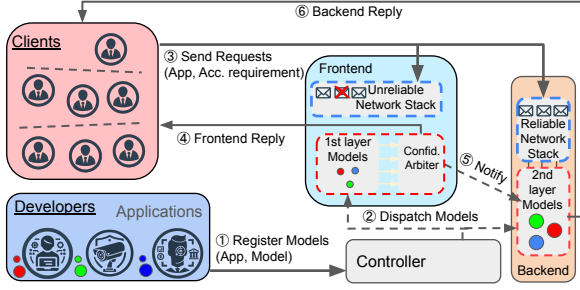 ⑥ Backend Reply
Clients
③ Send Requests
(App, Acc. requirement)
Frontend
Unreliable
Network Stack
④ Frontend Reply
1st layer
Models
Confid.
Arbiter
⑤ Notify
Reliable
Network
Stack
2nd
layer
Models
Backend
② Dispatch Models
Developers
Applications
① Register Models
(App, Model)
Controller